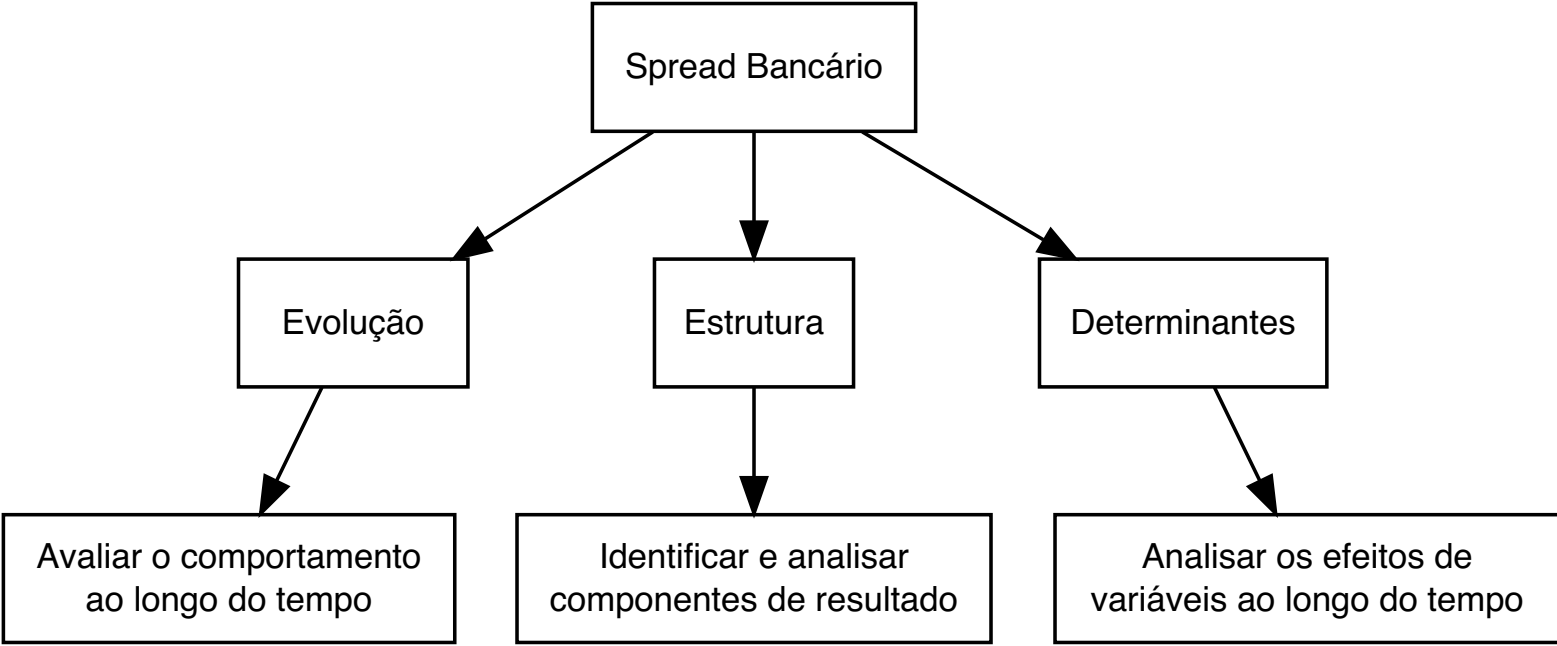 Spread Bancário
Evolução
Estrutura
Determinantes
Avaliar o comportamento
ao longo do tempo
Identificar e analisar
componentes de resultado
Analisar os efeitos de
variáveis ao longo do tempo